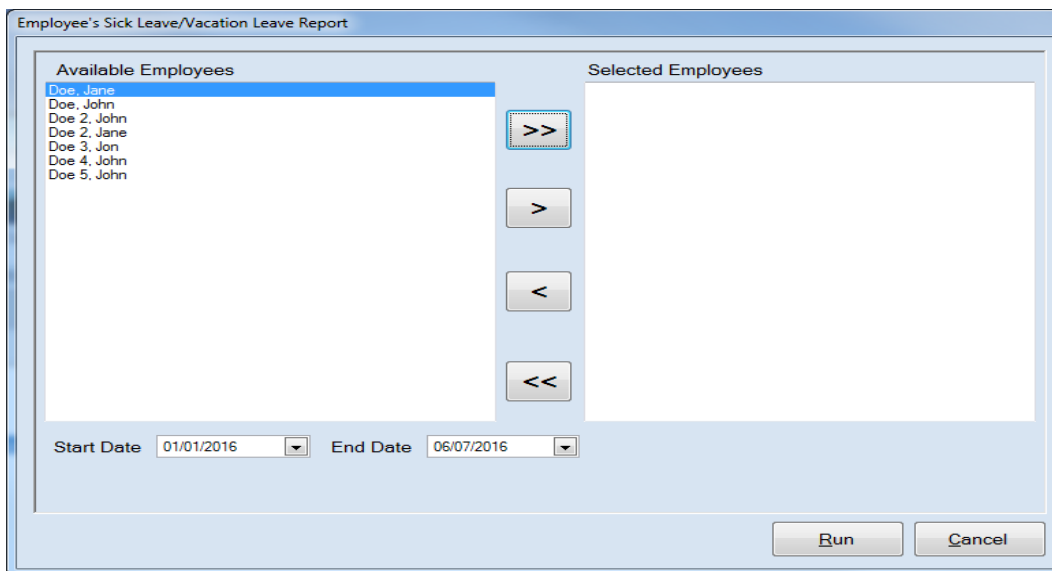 Employee's Sick Leave/Vacation Leave Report
Available Employees
Selected Employees
Doe, Jane
Doe, John
Doe 2, John
Doe 2, Jane
Doe 3, Jon
Doe 4, John
Doe 5, John
>>
>
<
<<
Start Date 01/01/2016 End Date 06/07/2016
Run Cancel